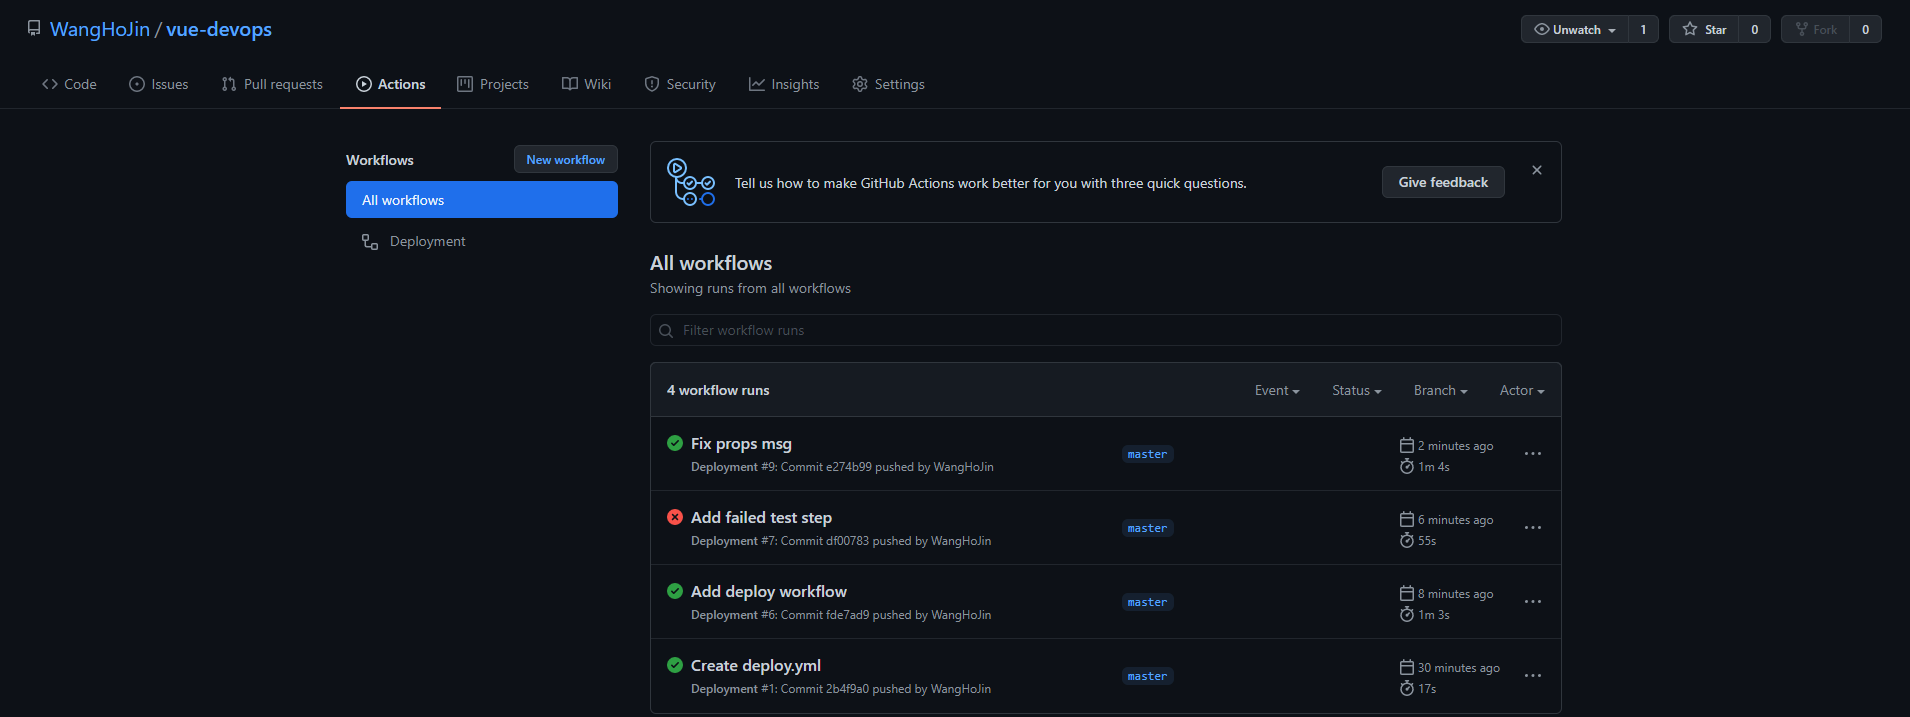 WangHoJin / vue-devops
Unwatch 1 Star 0 Fork 0
Code Issues Pull requests Actions Projects Wiki Security Insights Settings
Workflows
New workflow
All workflows
Deployment
Tell us how to make GitHub Actions work better for you with three quick questions.
Give feedback
All workflows
Showing runs from all workflows
Filter workflow runs
4 workflow runs Event Status Branch Actor
Fix props msg
Deployment #9: Commit e274b99 pushed by WangHoJin
master
2 minutes ago
1m 4s
Add failed test step
Deployment #7: Commit df00783 pushed by WangHoJin
master
6 minutes ago
55s
Add deploy workflow
Deployment #6: Commit fde7ad9 pushed by WangHoJin
master
8 minutes ago
1m 3s
Create deploy.yml
Deployment #1: Commit 2b4f9a0 pushed by WangHoJin
master
30 minutes ago
17s